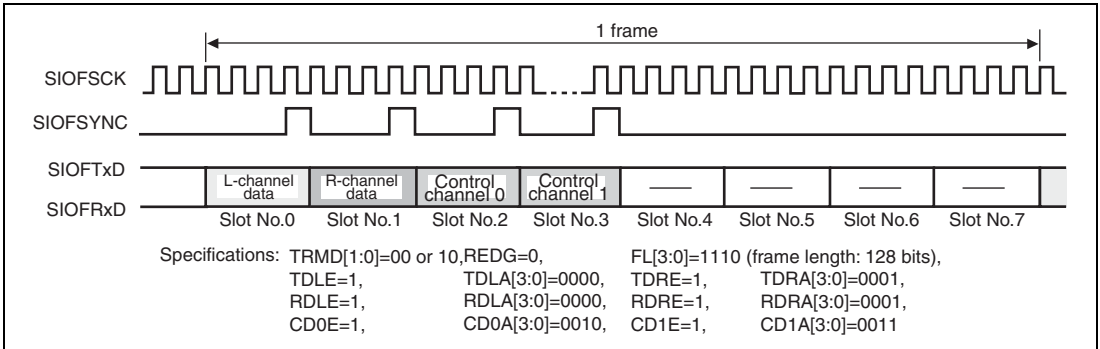 1 frame
SIOFSCK
SIOFSYNC
SIOFTxD
SIOFRxD
L-channel data
R-channel data
Control channel 0
Control channel 1
Slot No.0 Slot No.1 Slot No.2 Slot No.3 Slot No.4 Slot No.5 Slot No.6 Slot No.7
Specifications: TRMD[1:0]=00 or 10,REDG=0, FL[3:0]=1110 (frame length: 128 bits),
TDLE=1, TDLA[3:0]=0000, TDRE=1, TDRA[3:0]=0001,
RDLE=1, RDLA[3:0]=0000, RDRE=1, RDRA[3:0]=0001,
CD0E=1, CD0A[3:0]=0010, CD1E=1, CD1A[3:0]=0011